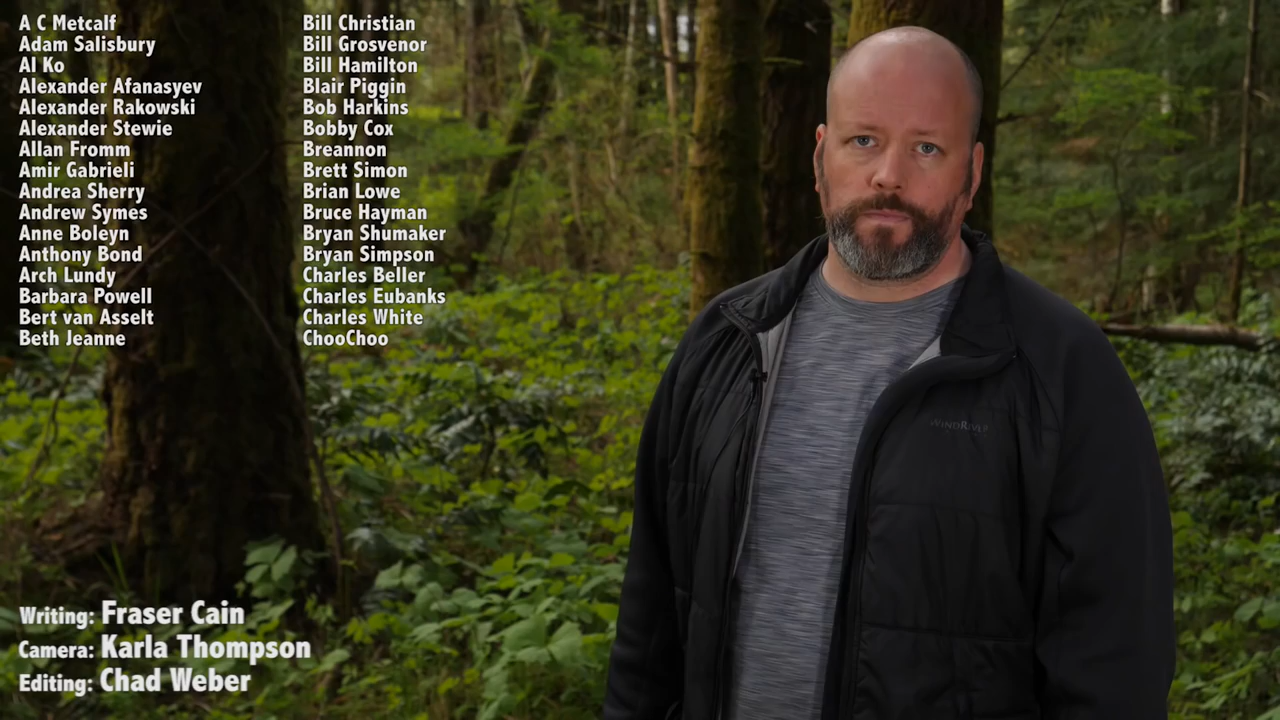 A C Metcalf
Adam Salisbury
Al Ko
Alexander Afanasyev
Alexander Rakowski
Alexander Stewie
Allan Fromm
Amir Gabrieli
Andrea Sherry
Andrew Symes
Anne Boleyn
Anthony Bond
Arch Lundy
Barbara Powell
Bert van Asselt
Beth Jeanne
Bill Christian
Bill Grosvenor
Bill Hamilton
Blair Piggin
Bob Harkins
Bobby Cox
Breannon
Brett Simon
Brian Lowe
Bruce Hayman
Bryan Shumaker
Bryan Simpson
Charles Beller
Charles Eubanks
Charles White
ChooChoo
WINDRIVER
Writing: Fraser Cain
Camera: Karla Thompson
Editing: Chad Weber